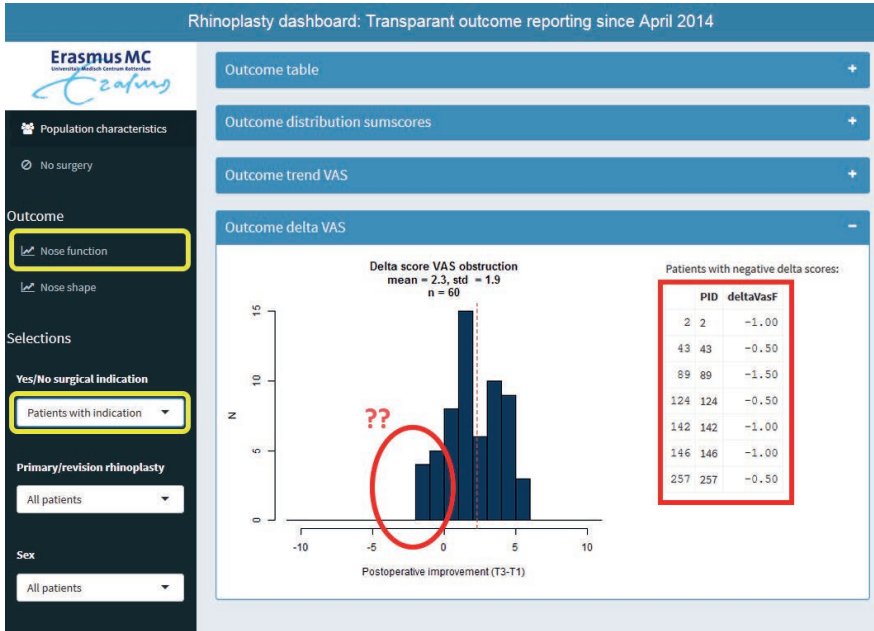 Rhinoplasty dashboard: Transparant outcome reporting since April 2014
Erasmus MC
Universitair Medisch Centrum Rotterdam
Erasmus
Population characteristics
No surgery
Outcome
Nose function
Nose shape
Selections
Yes/No surgical indication
Patients with indication
Primary/revision rhinoplasty
All patients
Sex
All patients
Outcome table +
Outcome distribution sumscores +
Outcome trend VAS +
Outcome delta VAS −
Delta score VAS obstruction
mean = 2.3, std = 1.9
n = 60
15
10
5
0
N
??
-10 -5 0 5 10
Postoperative improvement (T3-T1)
Patients with negative delta scores:
PID deltaVasF
2 2 -1.00
43 43 -0.50
89 89 -1.50
124 124 -0.50
142 142 -1.00
146 146 -1.00
257 257 -0.50